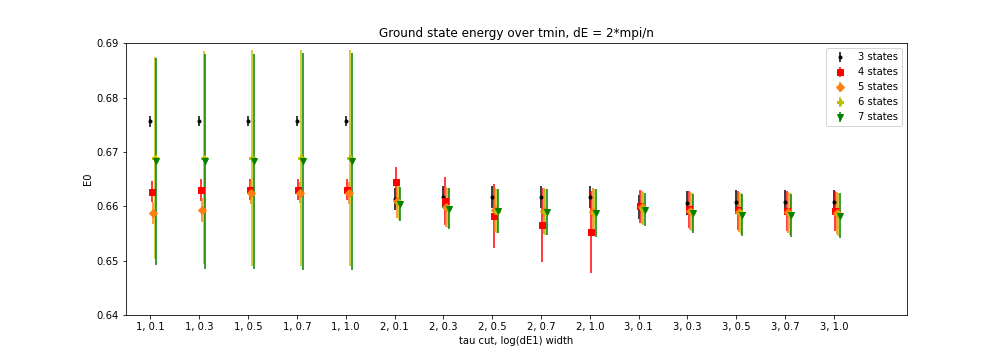 Ground state energy over tmin, dE = 2*mpi/n
0.69
0.68
0.67
0.66
0.65
0.64
E0
3 states
4 states
5 states
6 states
7 states
1, 0.1 1, 0.3 1, 0.5 1, 0.7 1, 1.0 2, 0.1 2, 0.3 2, 0.5 2, 0.7 2, 1.0 3, 0.1 3, 0.3 3, 0.5 3, 0.7 3, 1.0
tau cut, log(dE1) width